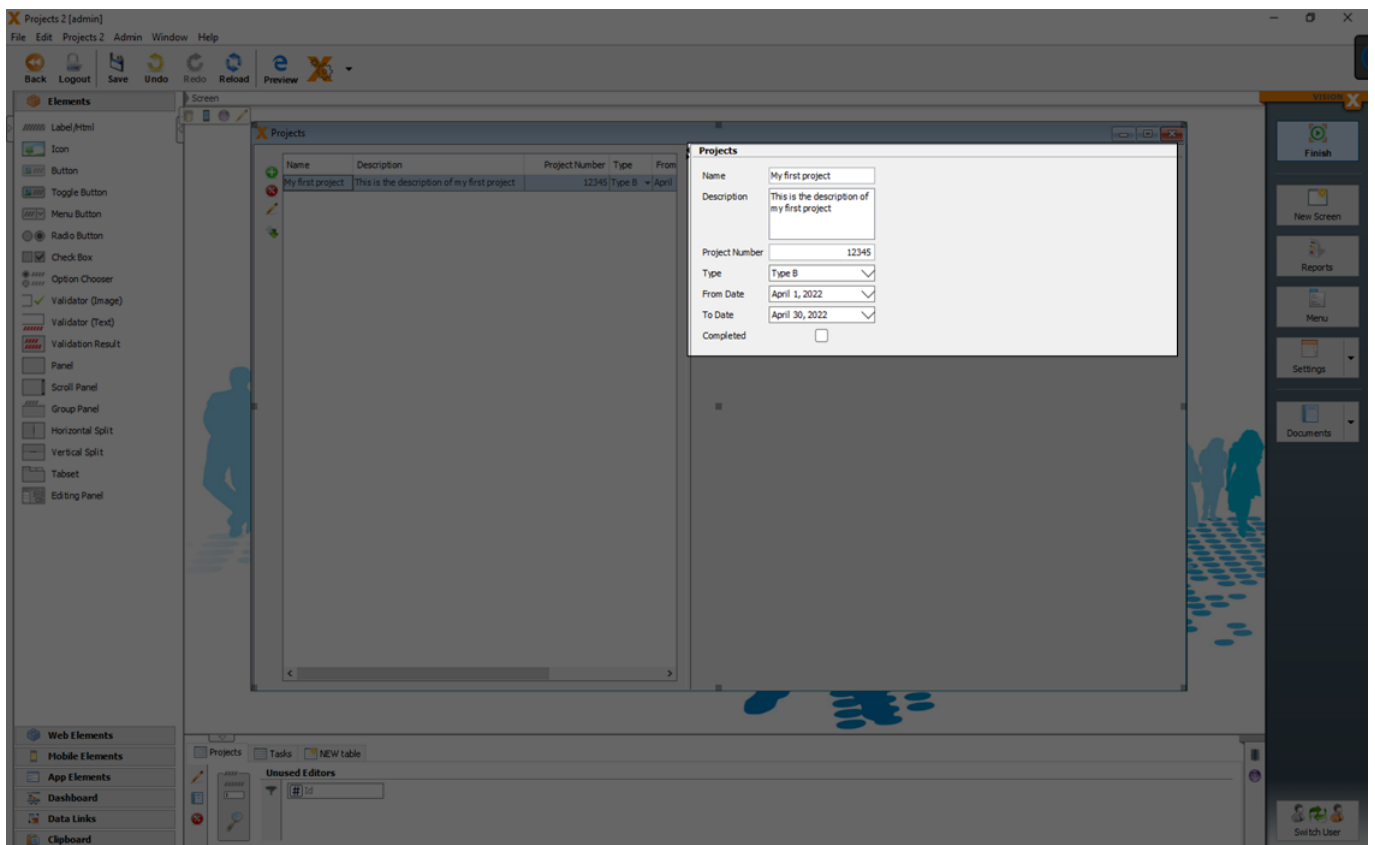 Projects 2 [admin]
File Edit Projects 2 Admin Window Help
Back Logout Save Undo Redo Reload Preview
Elements
Label/Html
Icon
Button
Toggle Button
Menu Button
Radio Button
Check Box
Option Chooser
Validator (Image)
Validator (Text)
Validation Result
Panel
Scroll Panel
Group Panel
Horizontal Split
Vertical Split
Tabset
Editing Panel
Web Elements
Mobile Elements
App Elements
Dashboard
Data Links
Clipboard
Screen
Projects
Name Description Project Number Type From
My first project This is the description of my first project 12345 Type B April
Projects
Name My first project
Description This is the description of
my first project
Project Number 12345
Type Type B
From Date April 1, 2022
To Date April 30, 2022
Completed
Projects Tasks NEW table
Unused Editors
# Id
VISION X
Finish
New Screen
Reports
Menu
Settings
Documents
Switch User